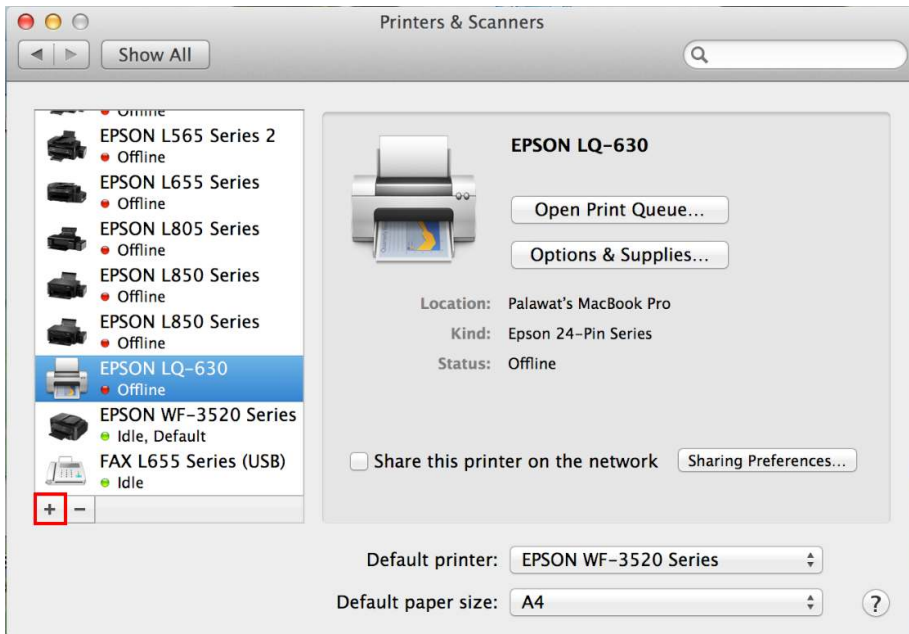 Printers & Scanners
Show All
Offline
EPSON L565 Series 2
Offline
EPSON L655 Series
Offline
EPSON L805 Series
Offline
EPSON L850 Series
Offline
EPSON L850 Series
Offline
EPSON LQ-630
Offline
EPSON WF-3520 Series
Idle, Default
FAX L655 Series (USB)
Idle
+ −
EPSON LQ-630
Open Print Queue...
Options & Supplies...
Location: Palawat's MacBook Pro
Kind: Epson 24-Pin Series
Status: Offline
Share this printer on the network Sharing Preferences...
Default printer: EPSON WF-3520 Series
Default paper size: A4 ?